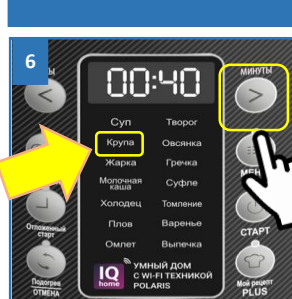 6
Ы
МИНУТЫ
00:40
Суп
Творог
Крупа
Овсянка
Жарка
Гречка
МЕН
Молочная
каша
Суфле
Холодец
Томление
Отложенный
старт
СТАРТ
Плов
Варенье
Омлет
Выпечка
Подогрев
ОТМЕНА
IQ
home
УМНЫЙ ДОМ
С WI-FI ТЕХНИКОЙ
POLARIS
Мой рецепт
PLUS